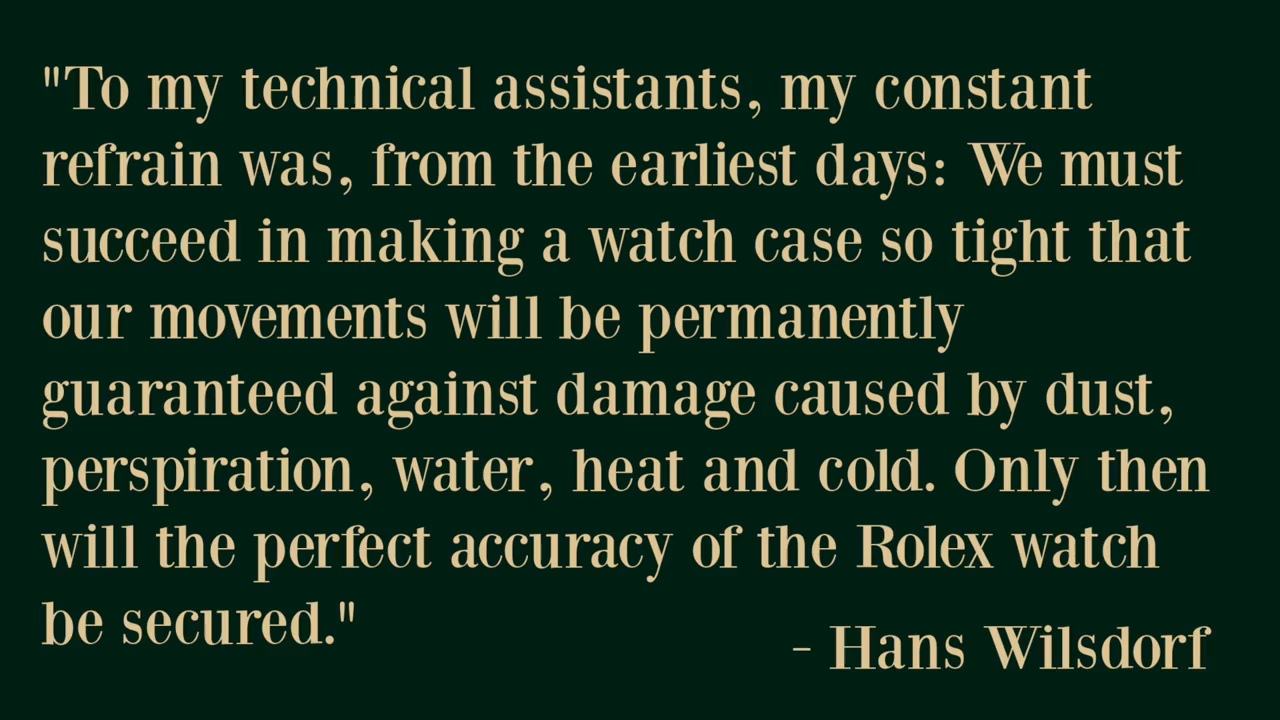 "To my technical assistants, my constant
refrain was, from the earliest days: We must
succeed in making a watch case so tight that
our movements will be permanently
guaranteed against damage caused by dust,
perspiration, water, heat and cold. Only then
will the perfect accuracy of the Rolex watch
be secured."
- Hans Wilsdorf